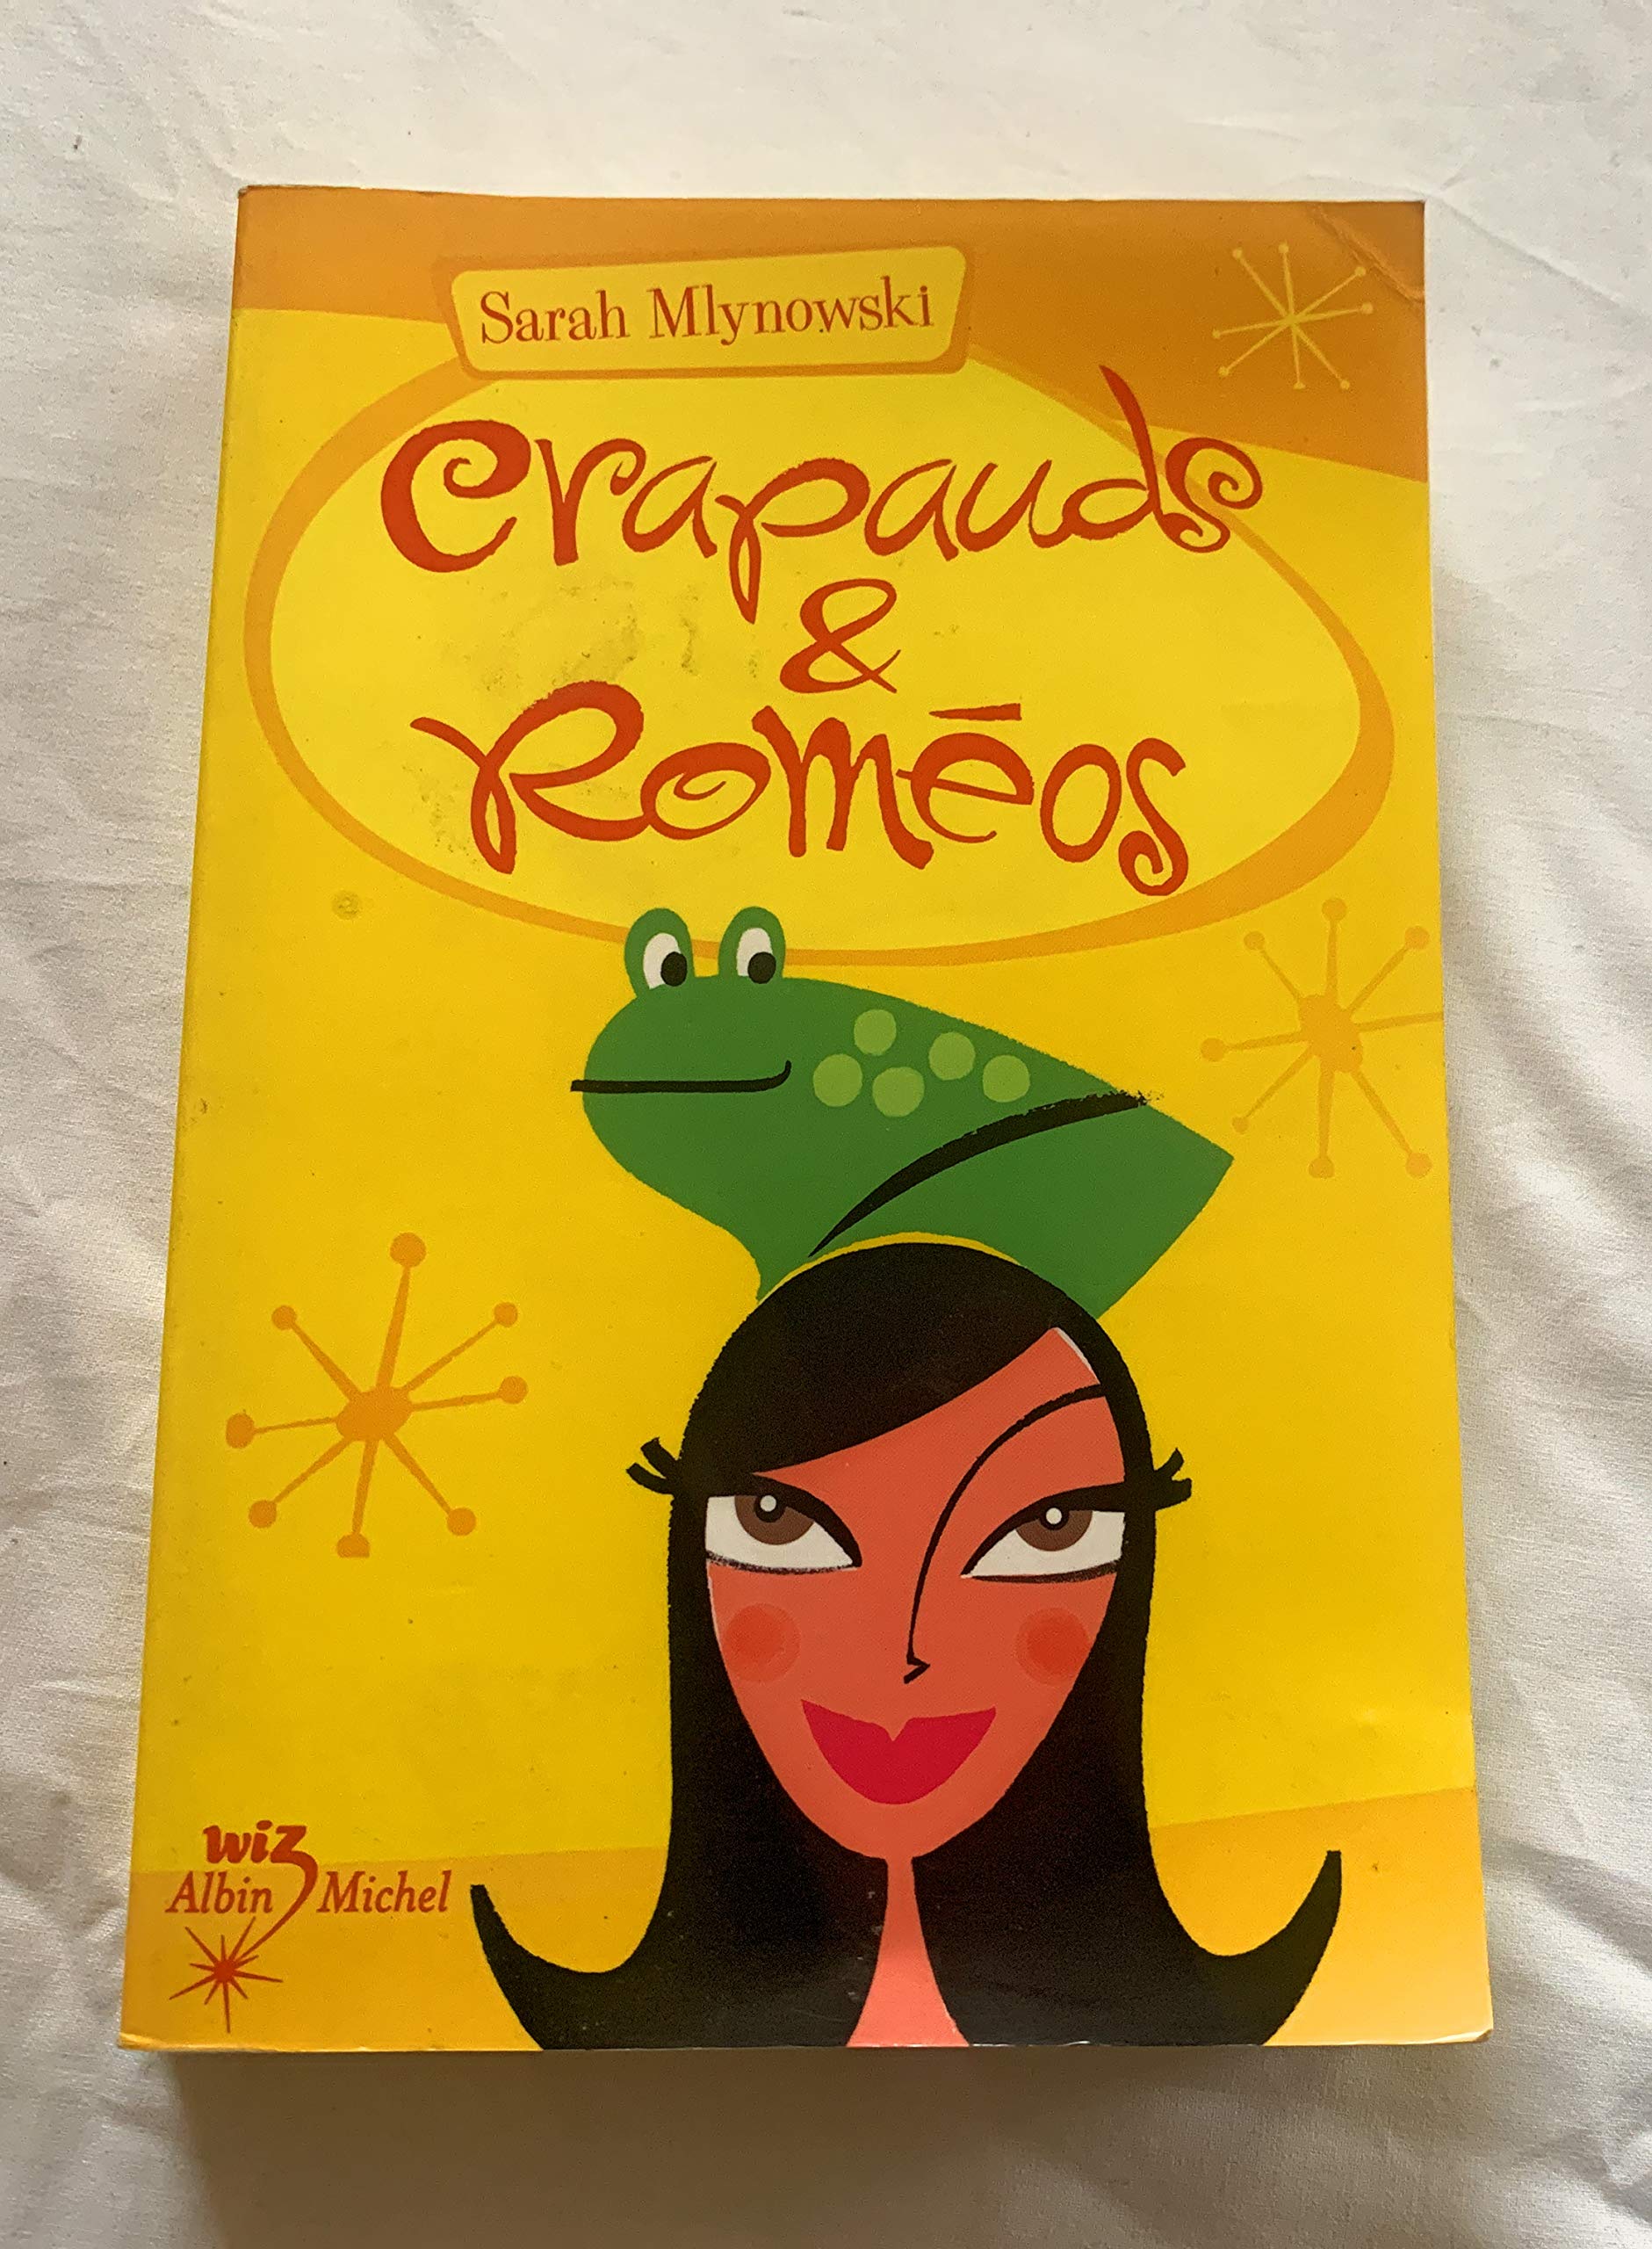 Sarah Mlynowski
Crapauds
&
Roméos
wiz
Albin Michel